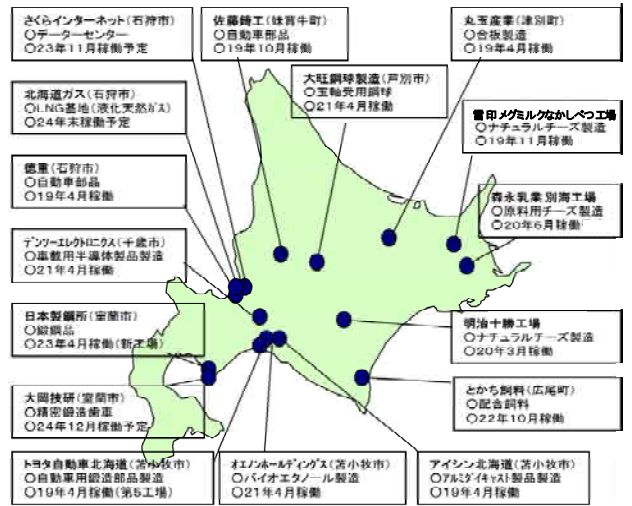 さくらインターネット(石狩市)
○データーセンター
○23年11月稼働予定
佐藤鋳工(妹背牛町)
○自動車部品
○19年10月稼働
丸玉産業(津別町)
○合板製造
○19年4月稼働
北海道ガス(石狩市)
○LNG基地(液化天然ガス)
○24年末稼働予定
大旺鋼球製造(芦別市)
○玉軸受用鋼球
○21年4月稼働
雪印メグミルクなかしべつ工場
○ナチュラルチーズ製造
○19年11月稼働
徳重(石狩市)
○自動車部品
○19年4月稼働
森永乳業別海工場
○原料用チーズ製造
○20年6月稼働
デンソーエレクトロニクス(千歳市)
○車載用半導体製品製造
○21年4月稼働
日本製鋼所(室蘭市)
○鍛鋼品
○23年4月稼働(新工場)
明治十勝工場
○ナチュラルチーズ製造
○20年3月稼働
大岡技研(室蘭市)
○精密鍛造歯車
○24年12月稼働予定
とかち飼料(広尾町)
○配合飼料
○22年10月稼働
トヨタ自動車北海道(苫小牧市)
○自動車用鍛造部品製造
○19年4月稼働(第5工場)
オエノンホールディングス(苫小牧市)
○バイオエタノール製造
○21年4月稼働
アイシン北海道(苫小牧市)
○アルミダイキャスト製品製造
○19年4月稼働